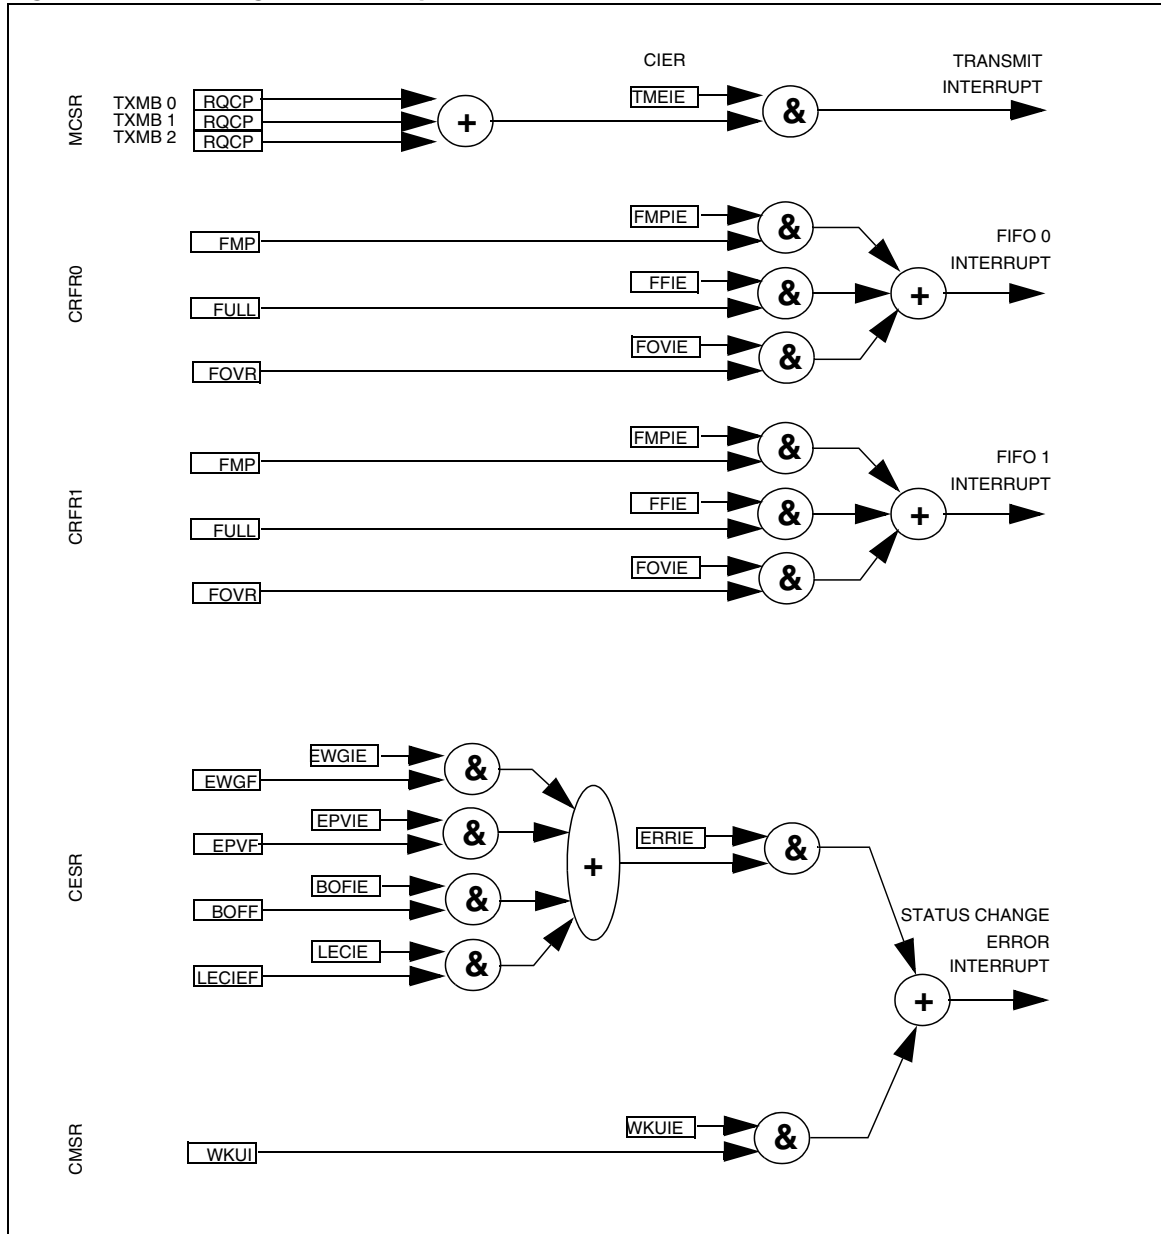 CIER
TRANSMIT
INTERRUPT
MCSR
TXMB 0 RQCP
TXMB 1 RQCP
TXMB 2 RQCP
+
TMEIE
&
CRFR0
FMPIE
&
FMP
FIFO 0
INTERRUPT
FFIE
&
+
FULL
FOVIE
&
FOVR
CRFR1
FMPIE
&
FMP
FIFO 1
INTERRUPT
FFIE
&
+
FULL
FOVIE
&
FOVR
CESR
EWGIE
&
EWGF
EPVIE
&
EPVF
+
ERRIE
&
BOFIE
&
BOFF
LECIE
&
LECIEF
STATUS CHANGE
ERROR
INTERRUPT
+
CMSR
WKUIE
&
WKUI